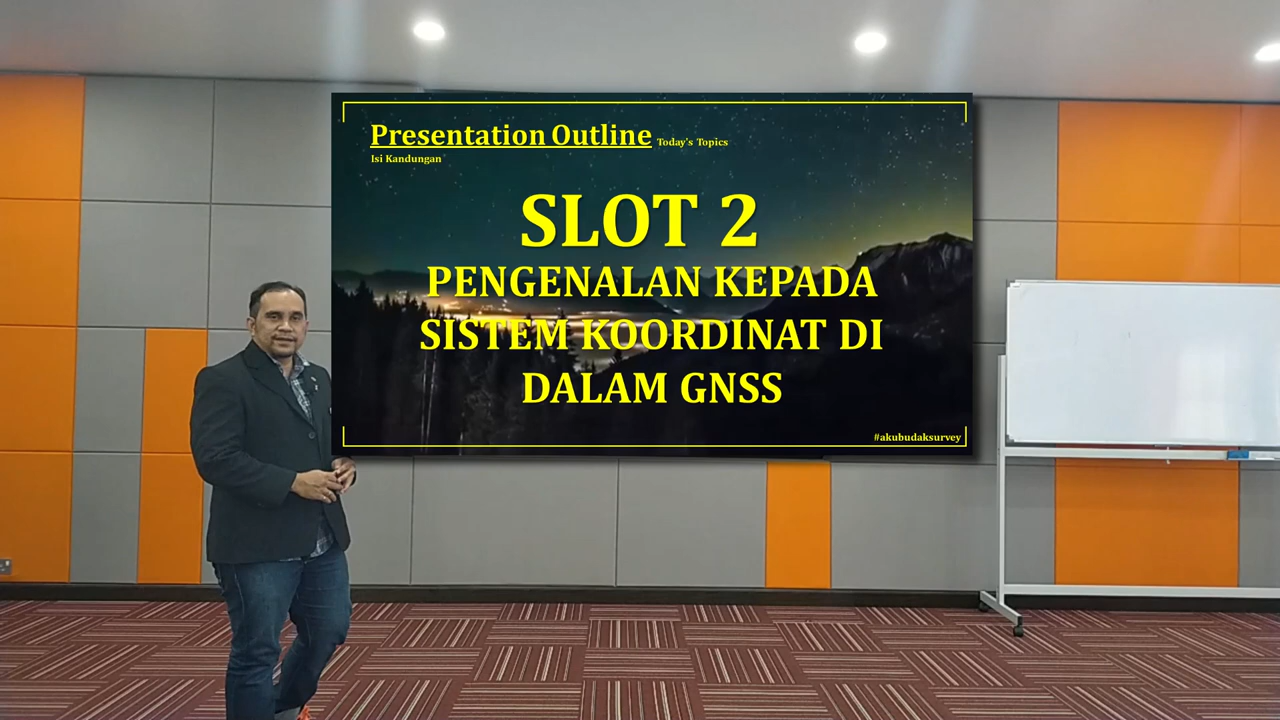 Presentation Outline Today's Topics
Isi Kandungan
SLOT 2
PENGENALAN KEPADA
SISTEM KOORDINAT DI
DALAM GNSS
#akubudaksurvey